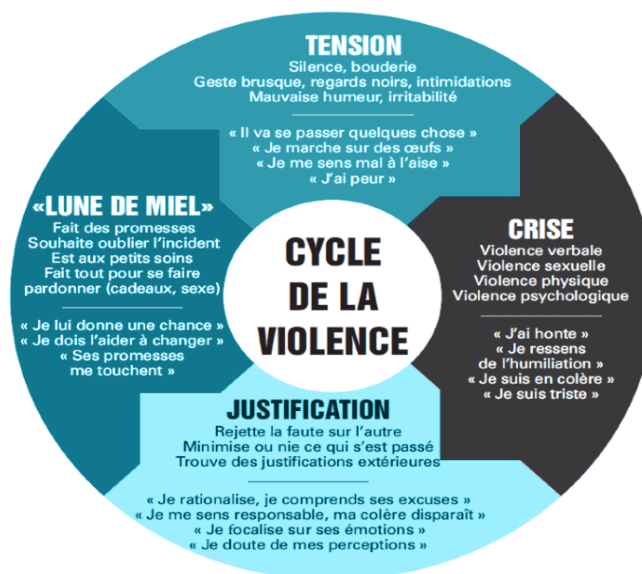 TENSION
Silence, bouderie
Geste brusque, regards noirs, intimidations
Mauvaise humeur, irritabilité
« Il va se passer quelques chose »
« Je marche sur des œufs »
« Je me sens mal à l'aise »
« J'ai peur »
CRISE
Violence verbale
Violence sexuelle
Violence physique
Violence psychologique
« J'ai honte »
« Je ressens
de l'humiliation »
« Je suis en colère »
« Je suis triste »
JUSTIFICATION
Rejette la faute sur l'autre
Minimise ou nie ce qui s'est passé
Trouve des justifications extérieures
« Je rationalise, je comprends ses excuses »
« Je me sens responsable, ma colère disparaît »
« Je focalise sur ses émotions »
« Je doute de mes perceptions »
«LUNE DE MIEL»
Fait des promesses
Souhaite oublier l'incident
Est aux petits soins
Fait tout pour se faire
pardonner (cadeaux, sexe)
« Je lui donne une chance »
« Je dois l'aider à changer »
« Ses promesses
me touchent »
CYCLE
DE LA
VIOLENCE